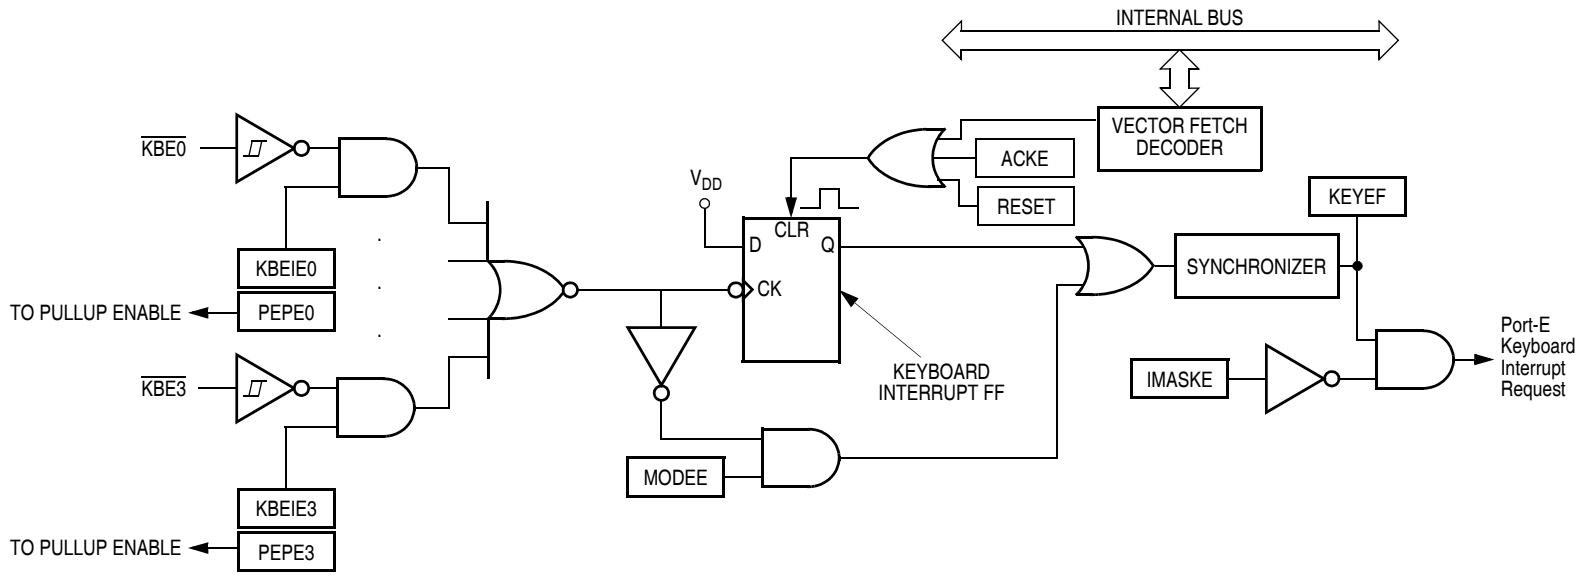 INTERNAL BUS
VECTOR FETCH
DECODER
KBE0
ACKE
VDD
RESET
KEYEF
CLR
D
Q
KBEIE0
SYNCHRONIZER
CK
PEPE0
TO PULLUP ENABLE
Port-E
Keyboard
Interrupt
Request
KEYBOARD
INTERRUPT FF
IMASKE
KBE3
MODEE
KBEIE3
PEPE3
TO PULLUP ENABLE